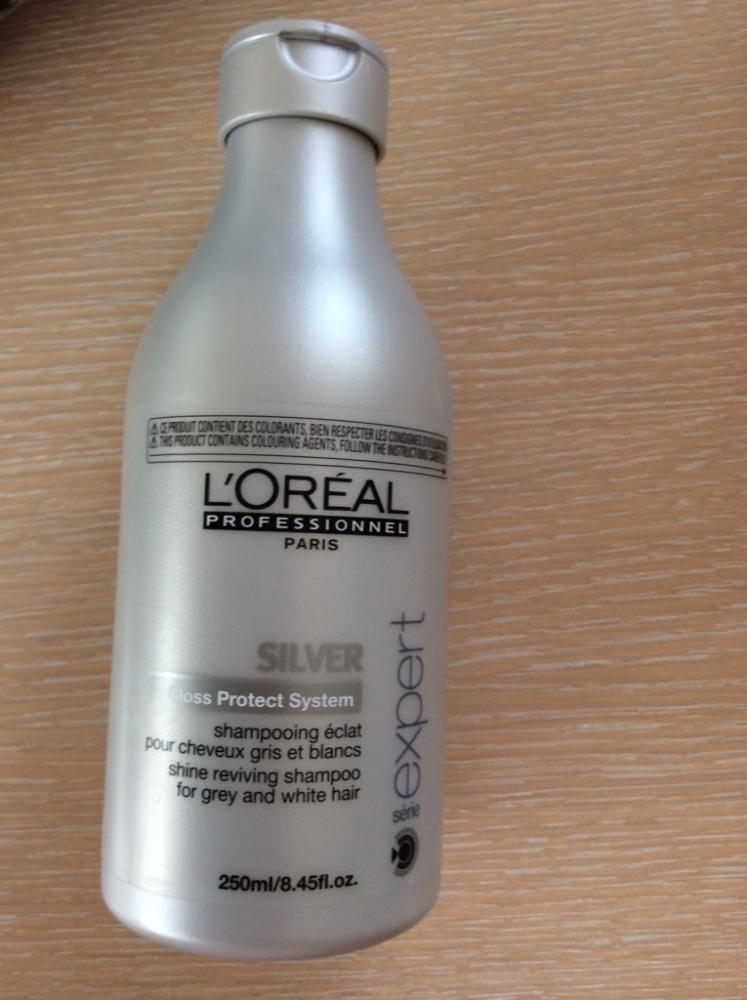 CE PRODUIT CONTIENT DES COLORANTS, BIEN RESPECTER LES CONSIGNES D'UTILISATION
THIS PRODUCT CONTAINS COLOURING AGENTS, FOLLOW THE INSTRUCTIONS
L'ORÉAL
PROFESSIONNEL
PARIS
SILVER
Gloss Protect System
shampooing éclat
pour cheveux gris et blancs
shine reviving shampoo
for grey and white hair
série expert
250ml/8.45fl.oz.